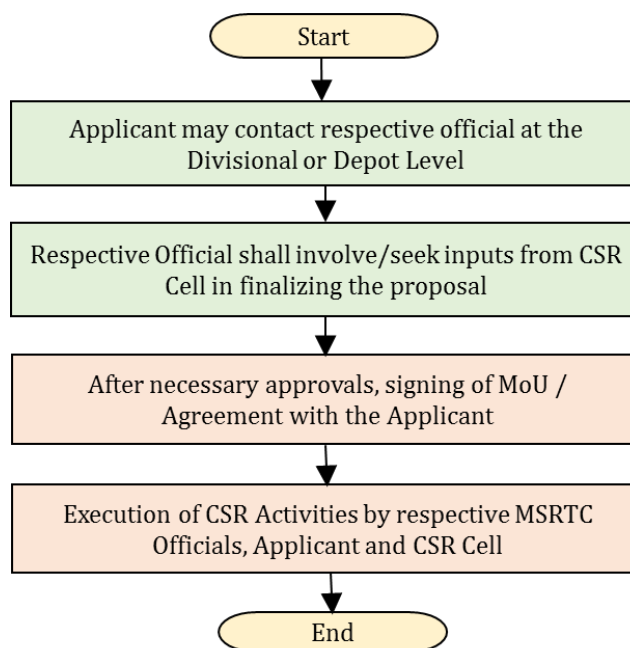 Start
Applicant may contact respective official at the
Divisional or Depot Level
Respective Official shall involve/seek inputs from CSR
Cell in finalizing the proposal
After necessary approvals, signing of MoU /
Agreement with the Applicant
Execution of CSR Activities by respective MSRTC
Officials, Applicant and CSR Cell
End